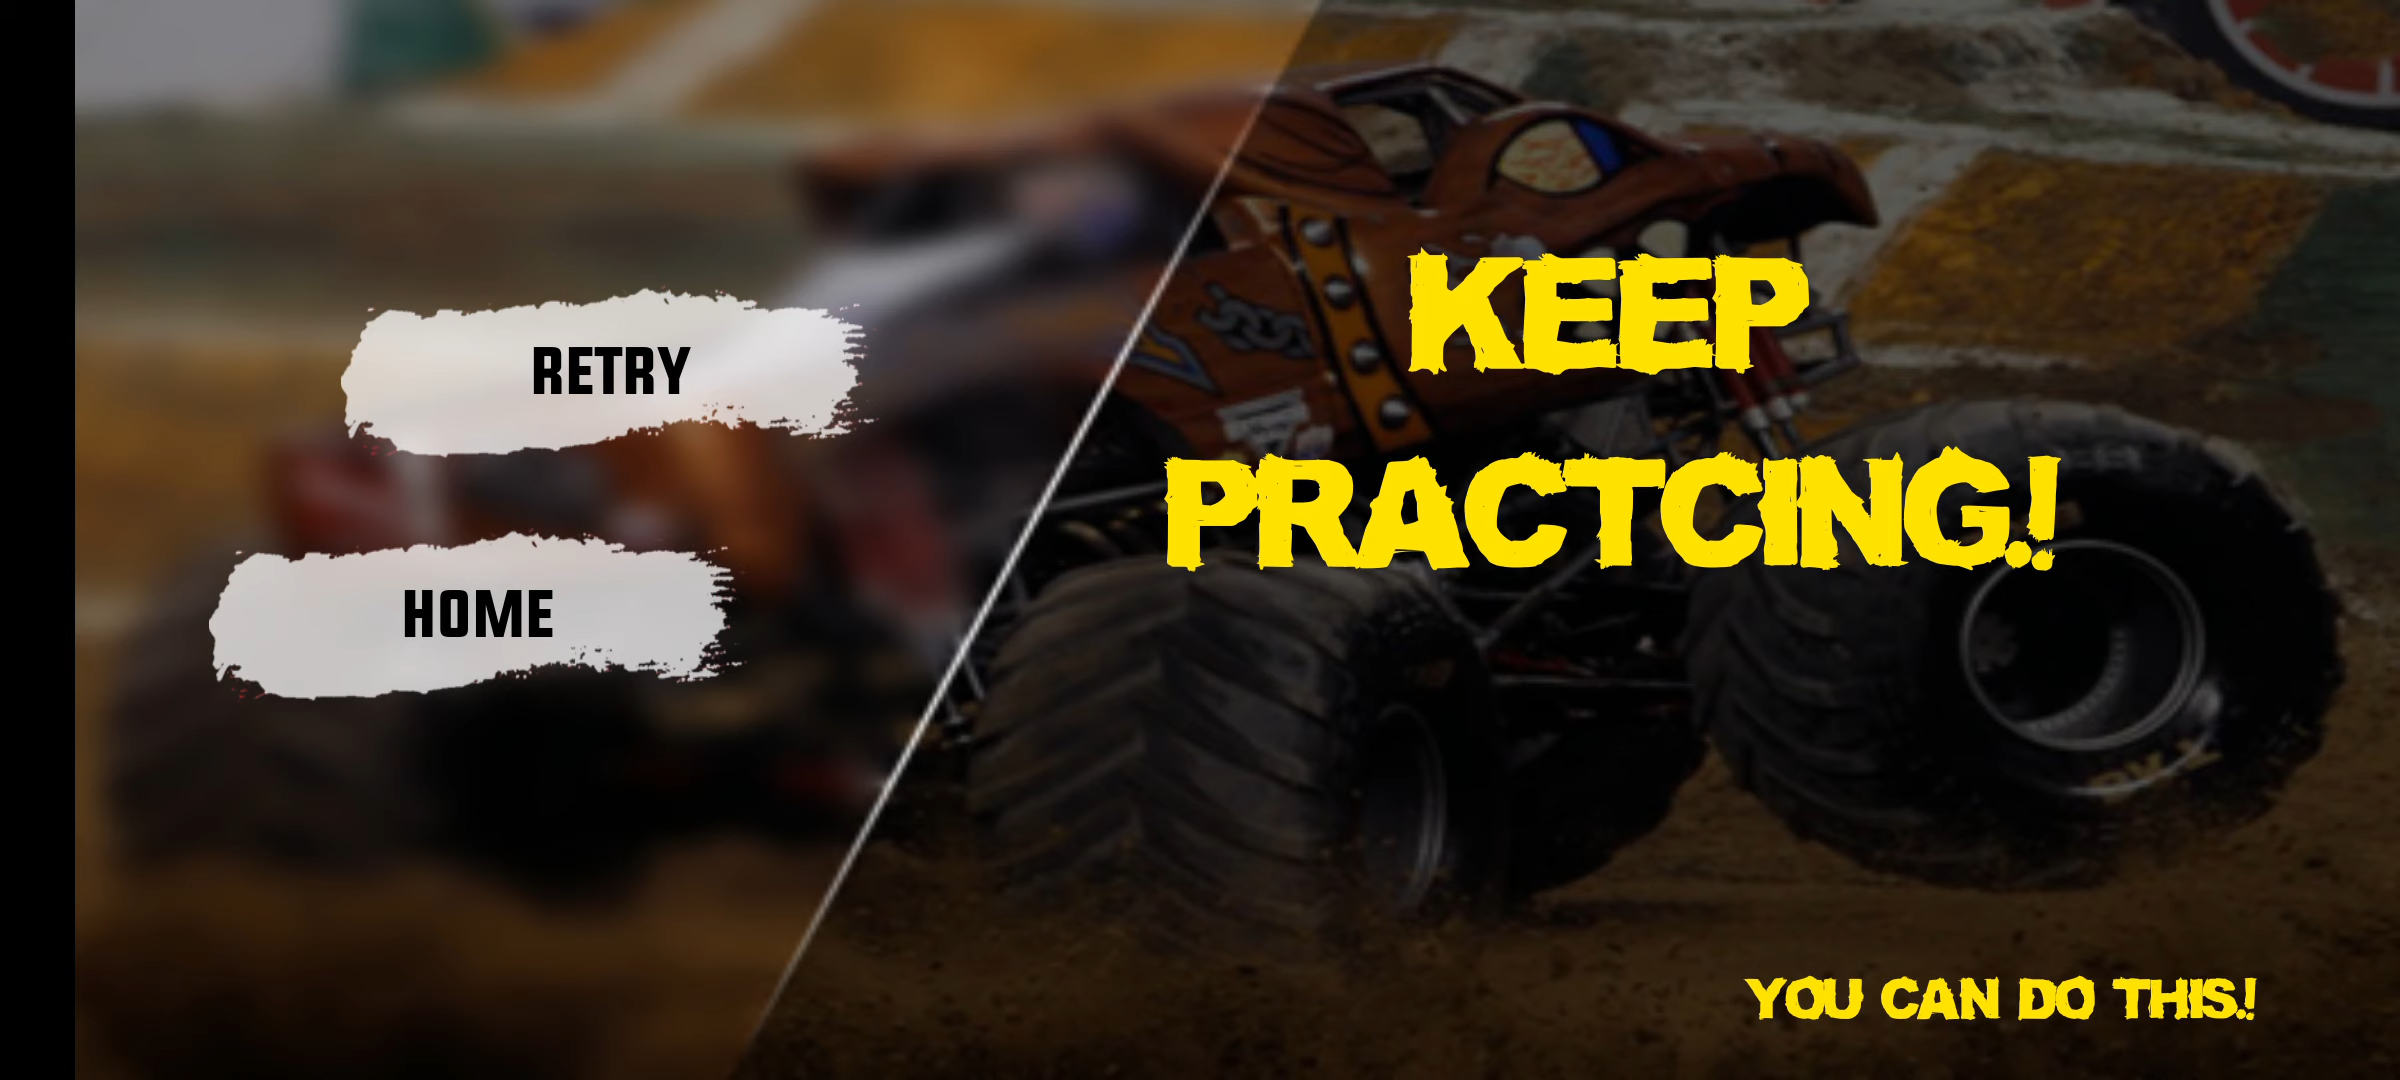 RETRY
HOME
KEEP
PRACTCING!
YOU CAN DO THIS!